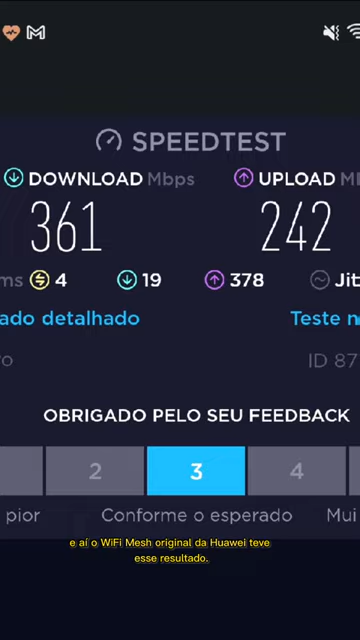 SPEEDTEST
DOWNLOAD Mbps UPLOAD
361 242
ms 4 19 378 Jit
ado detalhado Teste n
ID 87
OBRIGADO PELO SEU FEEDBACK
2 3 4
pior Conforme o esperado Mui
e aí o WiFi Mesh original da Huawei teve
esse resultado.